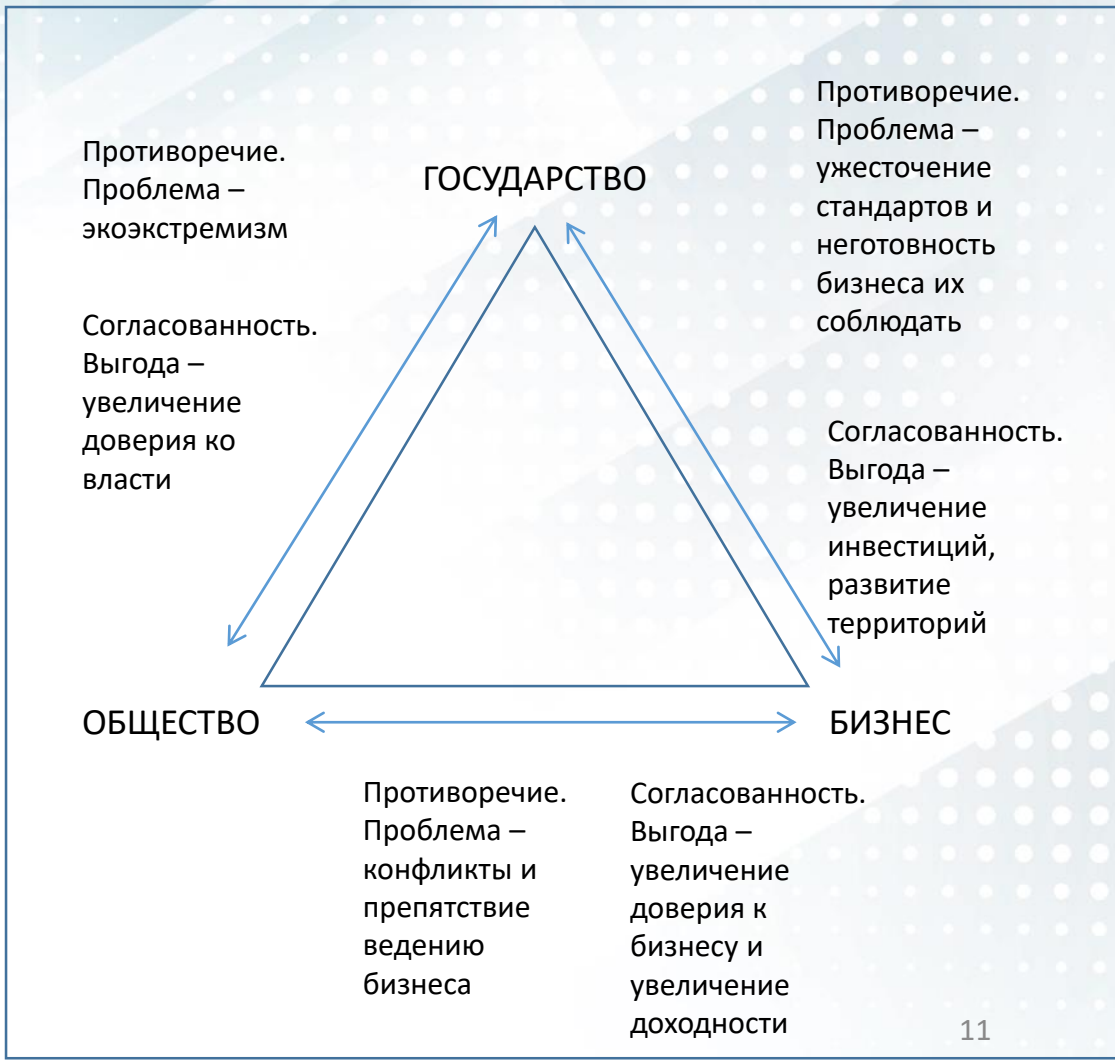 Противоречие.
Проблема –
экоэкстремизм
Согласованность.
Выгода –
увеличение
доверия ко
власти
ГОСУДАРСТВО
Противоречие.
Проблема –
ужесточение
стандартов и
неготовность
бизнеса их
соблюдать
Согласованность.
Выгода –
увеличение
инвестиций,
развитие
территорий
ОБЩЕСТВО
БИЗНЕС
Противоречие.
Проблема –
конфликты и
препятствие
ведению
бизнеса
Согласованность.
Выгода –
увеличение
доверия к
бизнесу и
увеличение
доходности
11